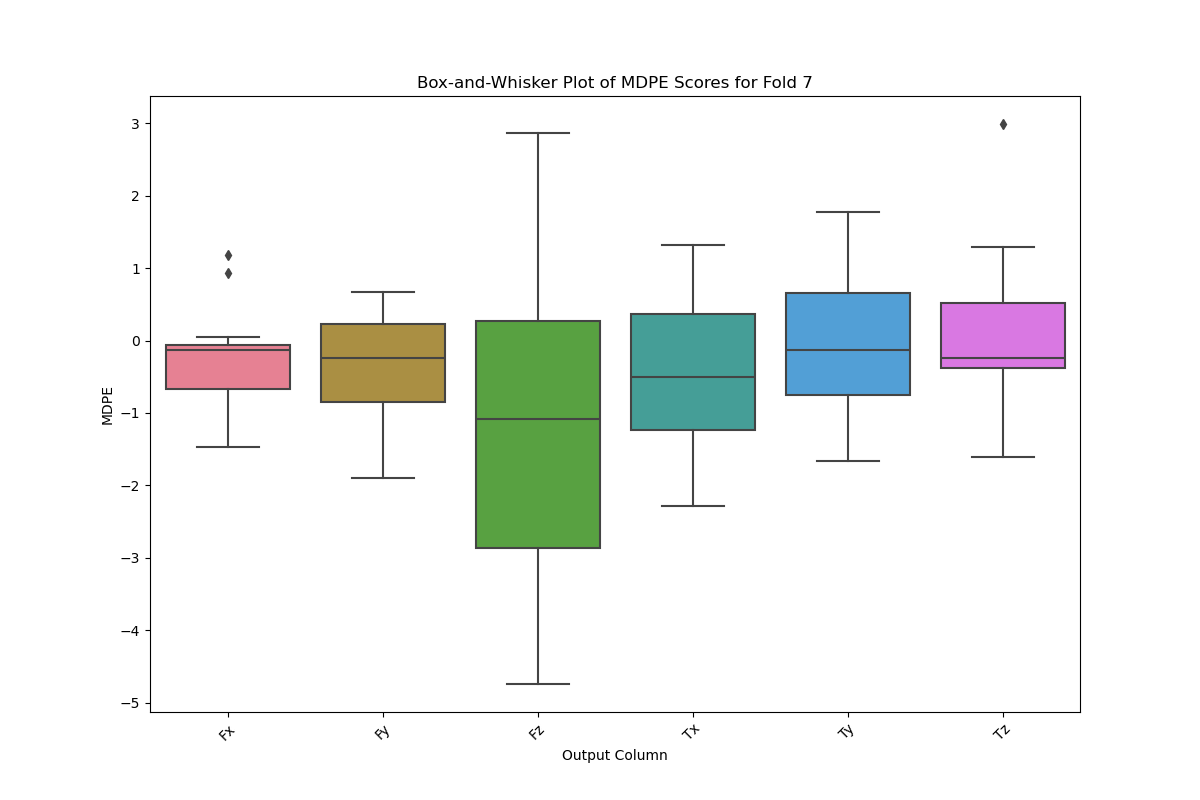 Box-and-Whisker Plot of MDPE Scores for Fold 7
3
2
1
0
−1
−2
−3
−4
−5
MDPE
Fx
Fy
Fz
Tx
Ty
Tz
Output Column